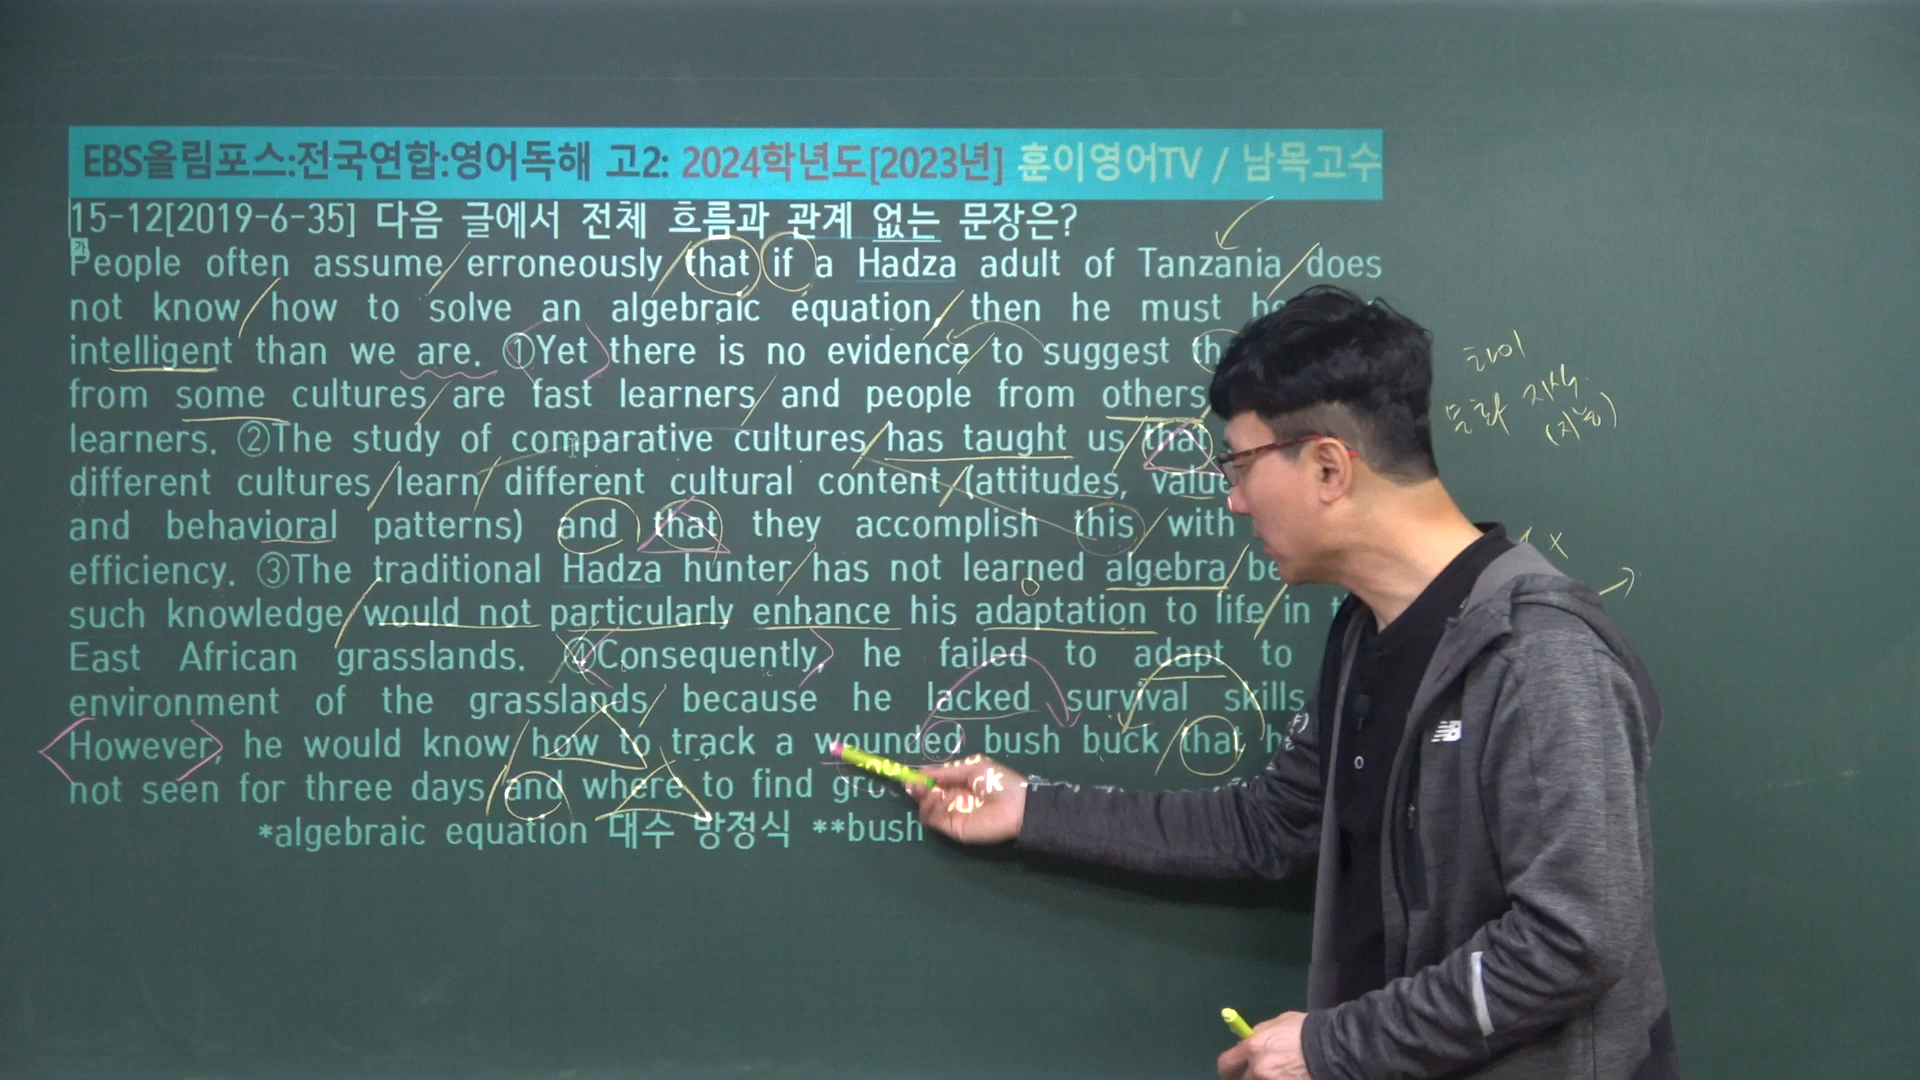 EBS올림포스:전국연합:영어독해 고2: 2024학년도[2023년] 훈이영어TV / 남목고수
15-12[2019-6-35] 다음 글에서 전체 흐름과 관계 없는 문장은?
People often assume erroneously that if a Hadza adult of Tanzania does
not know how to solve an algebraic equation, then he must
intelligent than we are. ①Yet there is no evidence to suggest
from some cultures are fast learners and people from others
learners. ②The study of comparative cultures has taught us that
different cultures learn different cultural content (attitudes,
and behavioral patterns) and that they accomplish this with
efficiency. ③The traditional Hadza hunter has not learned algebra
such knowledge would not particularly enhance his adaptation to life in
East African grasslands. ④Consequently, he failed to adapt to
environment of the grasslands because he lacked survival skills
However, he would know how to track a wounded bush buck that
not seen for three days and where to find
*algebraic equation 대수 방정식 **bush